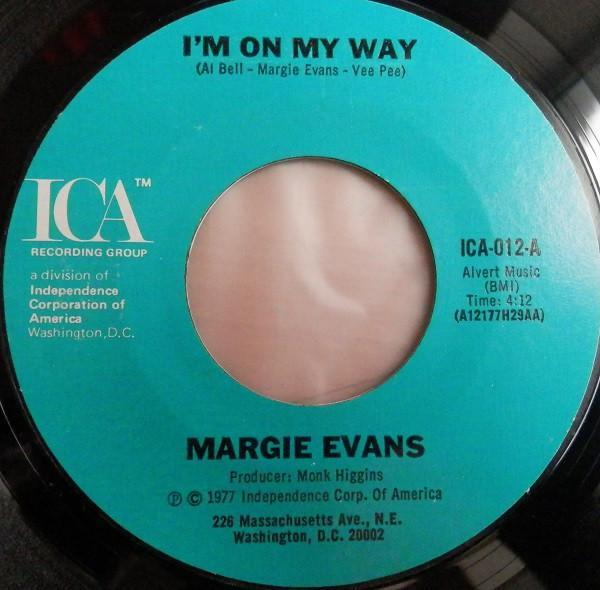 I'M ON MY WAY
(Al Bell - Margie Evans - Vee Pee)
ICA™
RECORDING GROUP
a division of
Independence
Corporation of
America
Washington, D.C.
ICA-012-A
Alvert Music
(BMI)
Time: 4:12
(A12177H29AA)
MARGIE EVANS
Producer: Monk Higgins
℗ © 1977 Independence Corp. Of America
226 Massachusetts Ave., N.E.
Washington, D.C. 20002